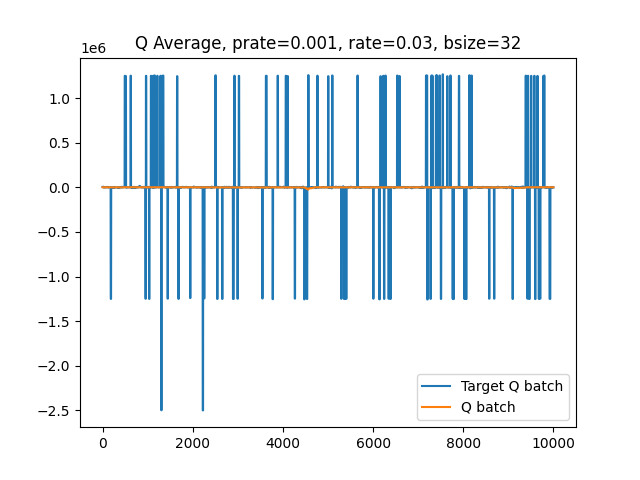 Q Average, prate=0.001, rate=0.03, bsize=32
1e6
1.0
0.5
0.0
−0.5
−1.0
−1.5
−2.0
−2.5
Target Q batch
Q batch
0 2000 4000 6000 8000 10000